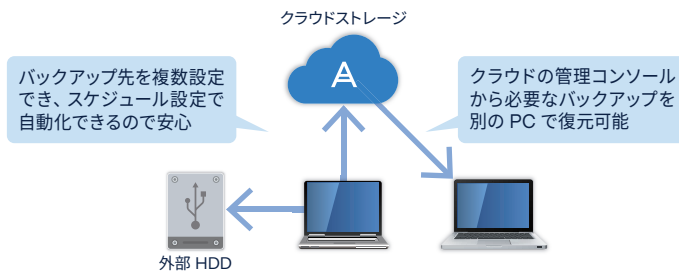 クラウドストレージ
バックアップ先を複数設定
でき、スケジュール設定で
自動化できるので安心
クラウドの管理コンソール
から必要なバックアップを
別の PC で復元可能
外部 HDD